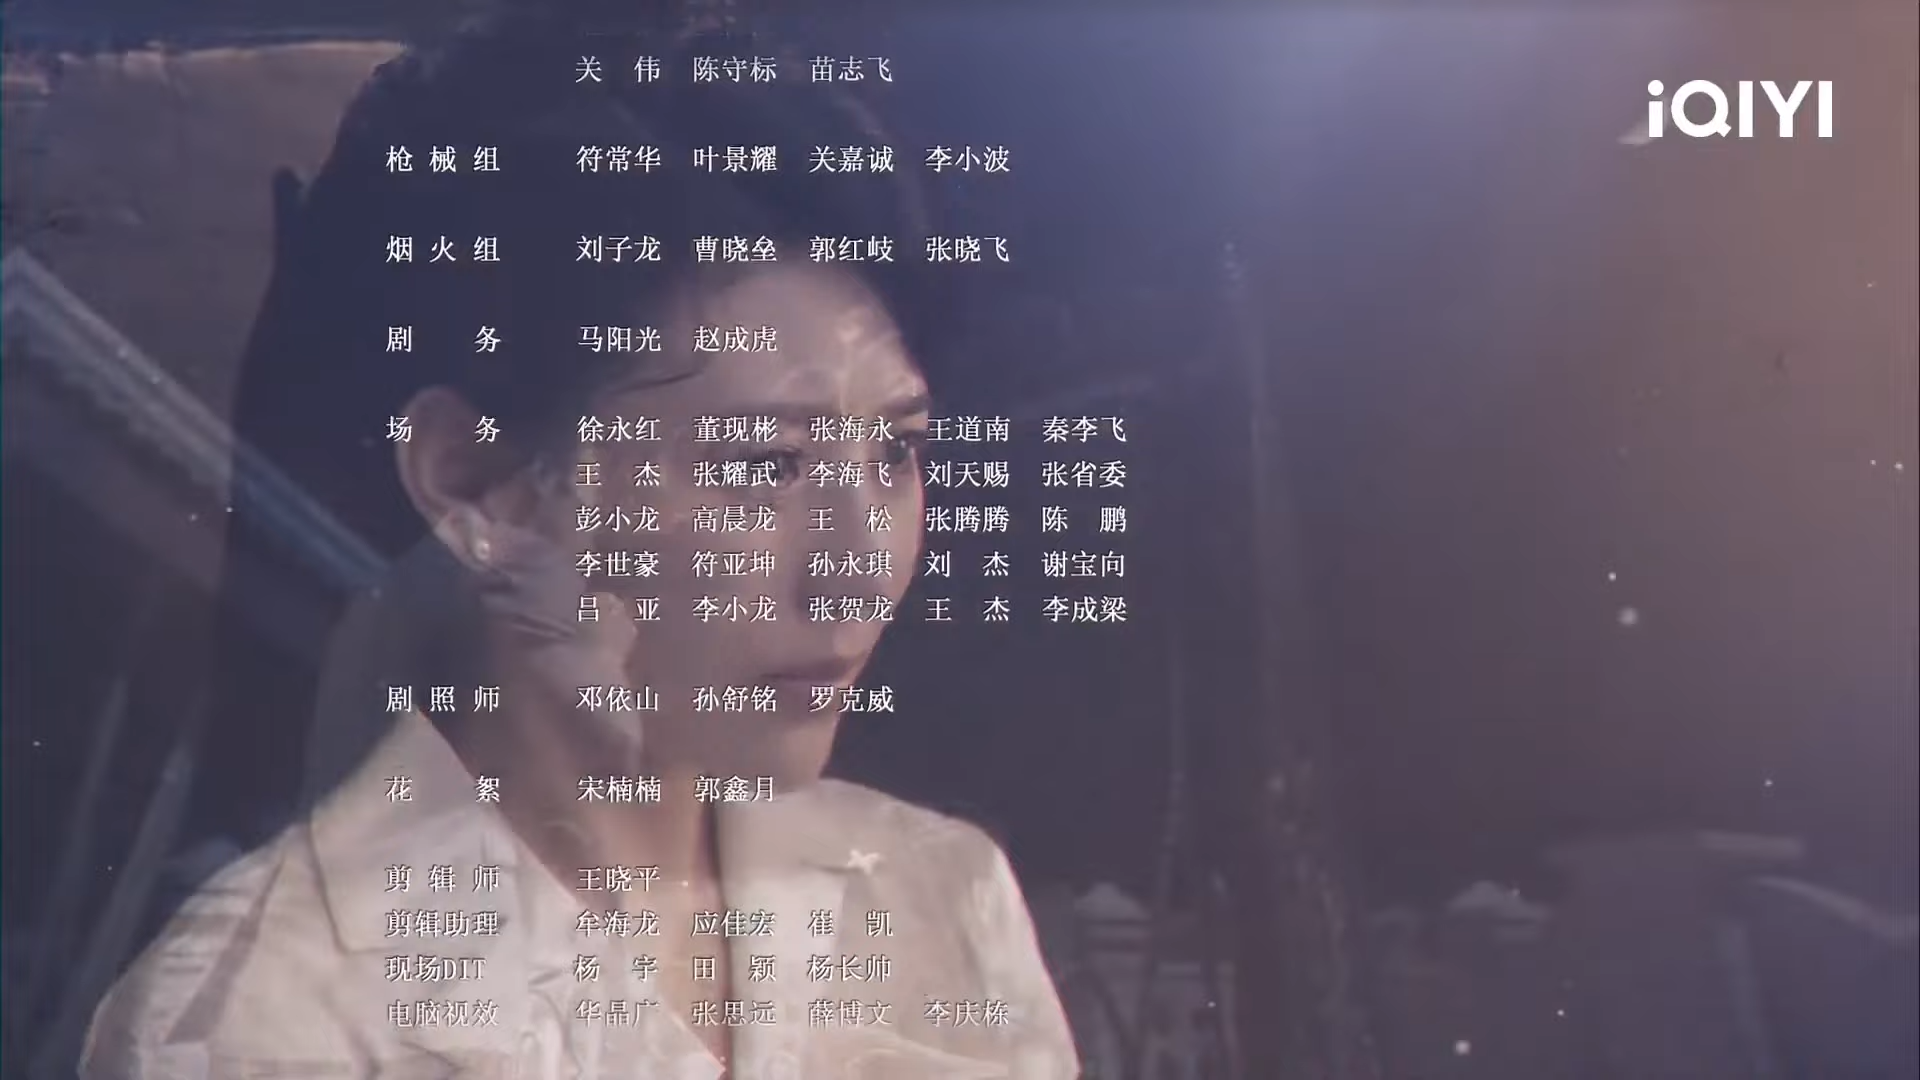 关 伟 陈守标 苗志飞
iQIYI
枪械组 符常华 叶景耀 关嘉诚 李小波
烟火组 刘子龙 曹晓垒 郭红岐 张晓飞
剧务 马阳光 赵成虎
场务 徐永红 董现彬 张海永 王道南 秦李飞
王 杰 张耀武 李海飞 刘天赐 张省委
彭小龙 高晨龙 王 松 张腾腾 陈 鹏
李世豪 符亚坤 孙永琪 刘 杰 谢宝向
吕 亚 李小龙 张贺龙 王 杰 李成梁
剧照师 邓依山 孙舒铭 罗克威
花絮 宋楠楠 郭鑫月
剪辑师 王晓平
剪辑助理 牟海龙 应佳宏 崔 凯
现场DIT 杨 宇 田 颖 杨长帅
电脑视效 华晶广 张思远 薛博文 李庆栋